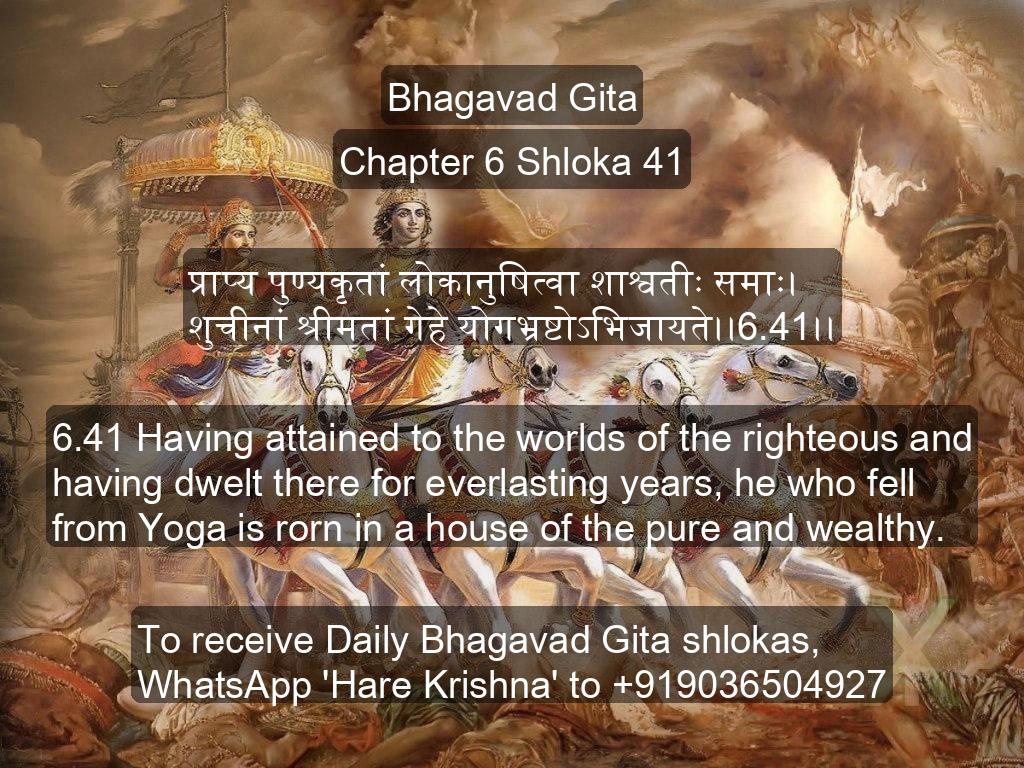 Bhagavad Gita
Chapter 6 Shloka 41
प्राप्य पुण्यकृतां लोकानुषित्वा शाश्वतीः समाः।
शुचीनां श्रीमतां गेहे योगभ्रष्टोऽभिजायते।।6.41।।
6.41 Having attained to the worlds of the righteous and
having dwelt there for everlasting years, he who fell
from Yoga is rorn in a house of the pure and wealthy.
To receive Daily Bhagavad Gita shlokas,
WhatsApp 'Hare Krishna' to +919036504927